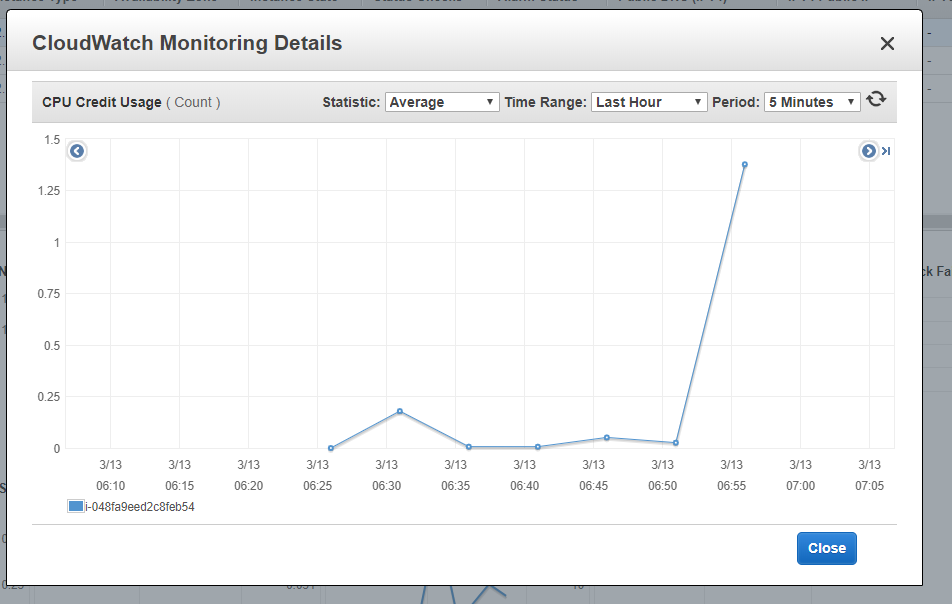 CloudWatch Monitoring Details
CPU Credit Usage ( Count ) Statistic: Average Time Range: Last Hour Period: 5 Minutes
1.5
1.25
1
0.75
0.5
0.25
0
3/13 3/13 3/13 3/13 3/13 3/13 3/13 3/13 3/13 3/13 3/13 3/13
06:10 06:15 06:20 06:25 06:30 06:35 06:40 06:45 06:50 06:55 07:00 07:05
i-048fa9eed2c8feb54
Close